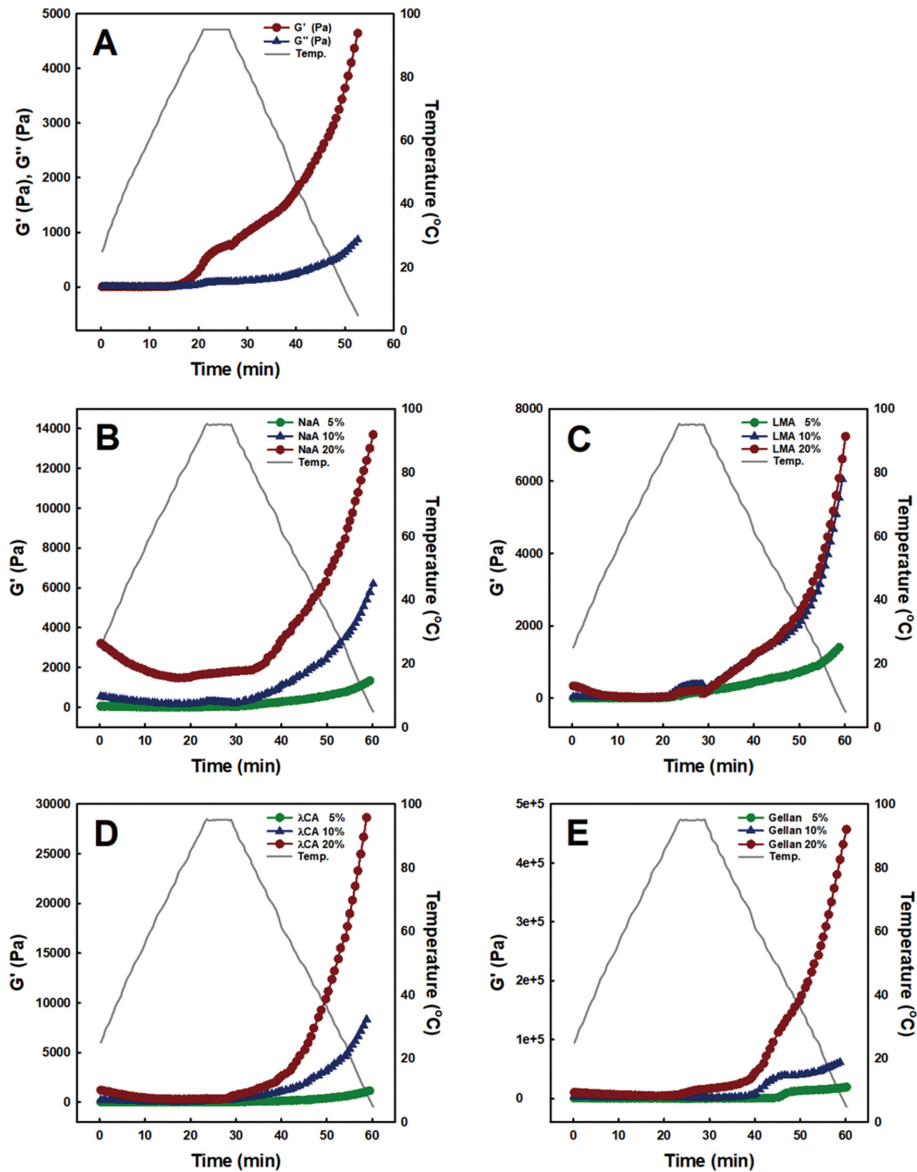 A
G' (Pa)
G'' (Pa)
Temp.
5000
4000
3000
2000
1000
0
G' (Pa), G'' (Pa)
100
80
60
40
20
0
Temperature (°C)
0 10 20 30 40 50 60
Time (min)
B
NaA 5%
NaA 10%
NaA 20%
Temp.
14000
12000
10000
8000
6000
4000
2000
0
G' (Pa)
100
80
60
40
20
0
Temperature (°C)
0 10 20 30 40 50 60
Time (min)
C
LMA 5%
LMA 10%
LMA 20%
Temp.
8000
6000
4000
2000
0
G' (Pa)
100
80
60
40
20
0
Temperature (°C)
0 10 20 30 40 50 60
Time (min)
D
λCA 5%
λCA 10%
λCA 20%
Temp.
30000
25000
20000
15000
10000
5000
0
G' (Pa)
100
80
60
40
20
0
Temperature (°C)
0 10 20 30 40 50 60
Time (min)
E
Gellan 5%
Gellan 10%
Gellan 20%
Temp.
5e+5
4e+5
3e+5
2e+5
1e+5
0
G' (Pa)
100
80
60
40
20
0
Temperature (°C)
0 10 20 30 40 50 60
Time (min)